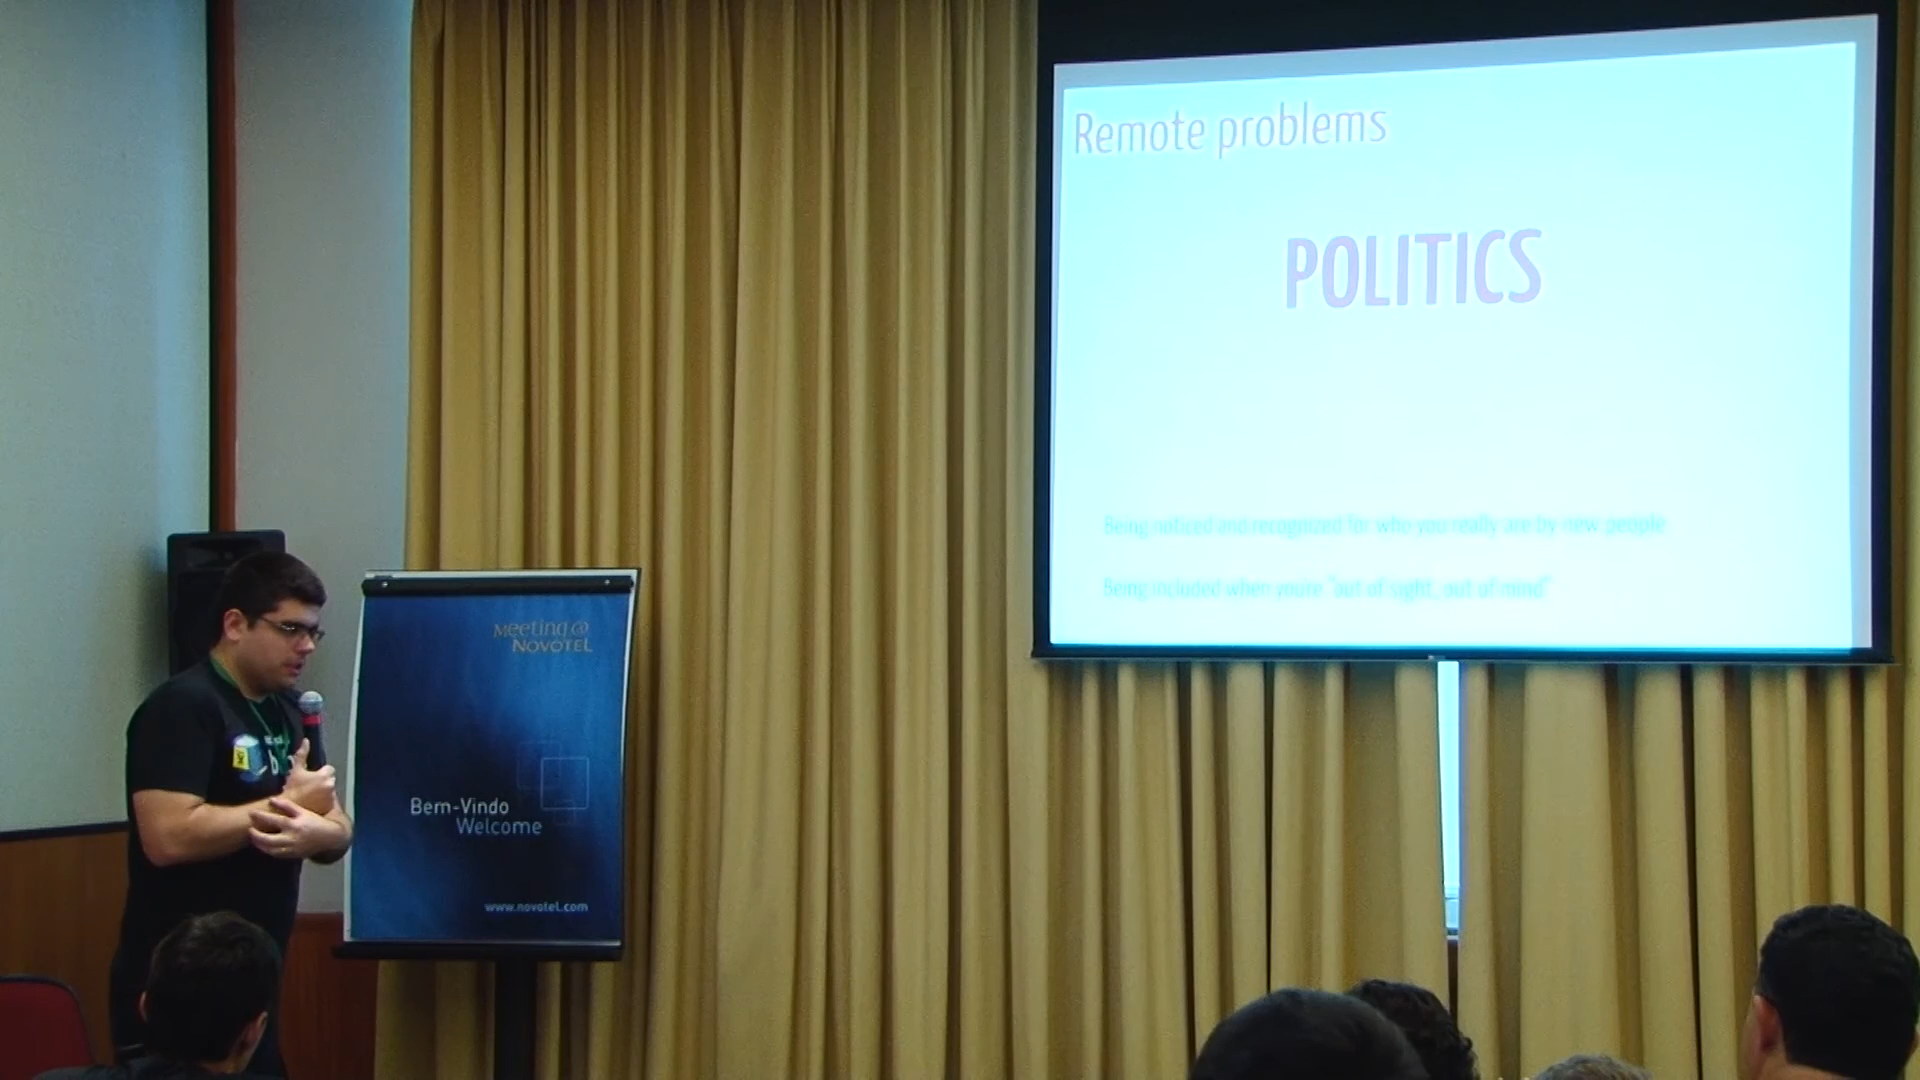 Remote problems
POLITICS
Being noticed and recognized for who you really are by new people
Being included when you're "out of sight, out of mind"
Meeting@
NOVOTEL
Bem-Vindo
Welcome
www.novotel.com